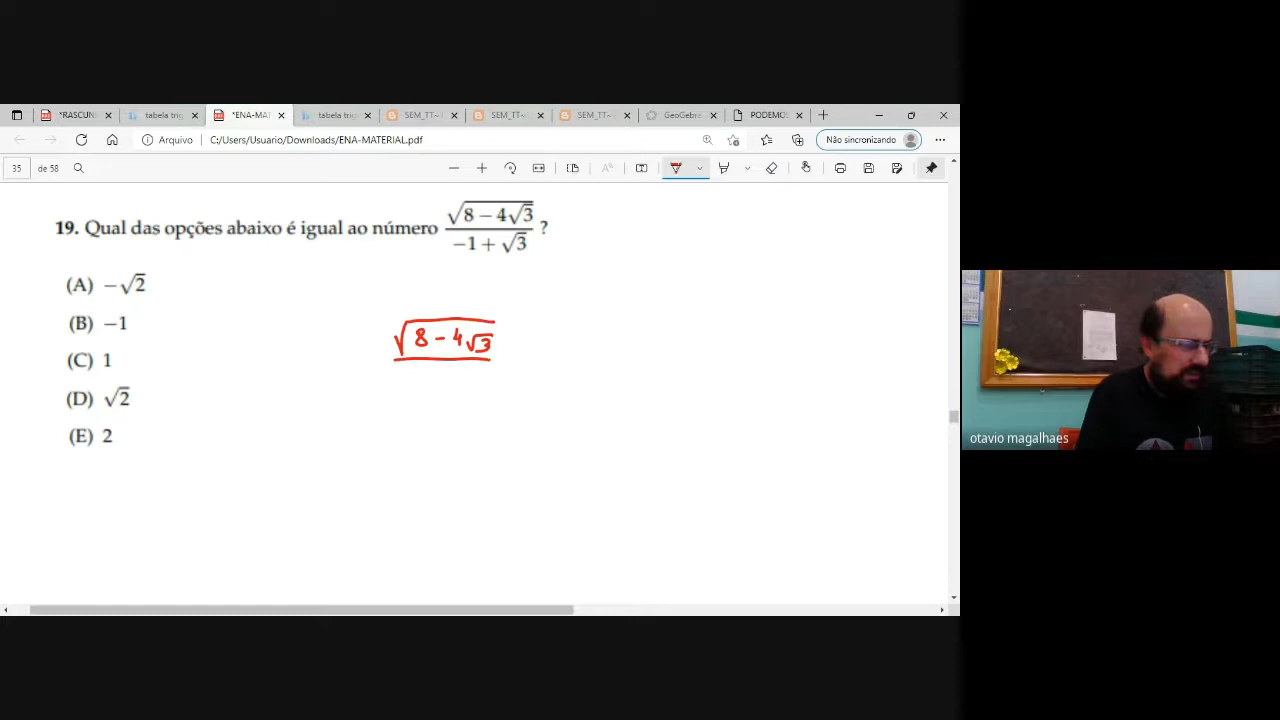 *RASCUN
tabela trig
*ENA-MAT
tabela trig
SEM_TT~
SEM_TT~
SEM_TT~
GeoGebra
PODEMOS
Arquivo
C:/Users/Usuario/Downloads/ENA-MATERIAL.pdf
Não sincronizando
35 de 58
19. Qual das opções abaixo é igual ao número √(8 − 4√3) / (−1 + √3) ?
(A) −√2
(B) −1
(C) 1
(D) √2
(E) 2
√(8 − 4√3)
otavio magalhaes